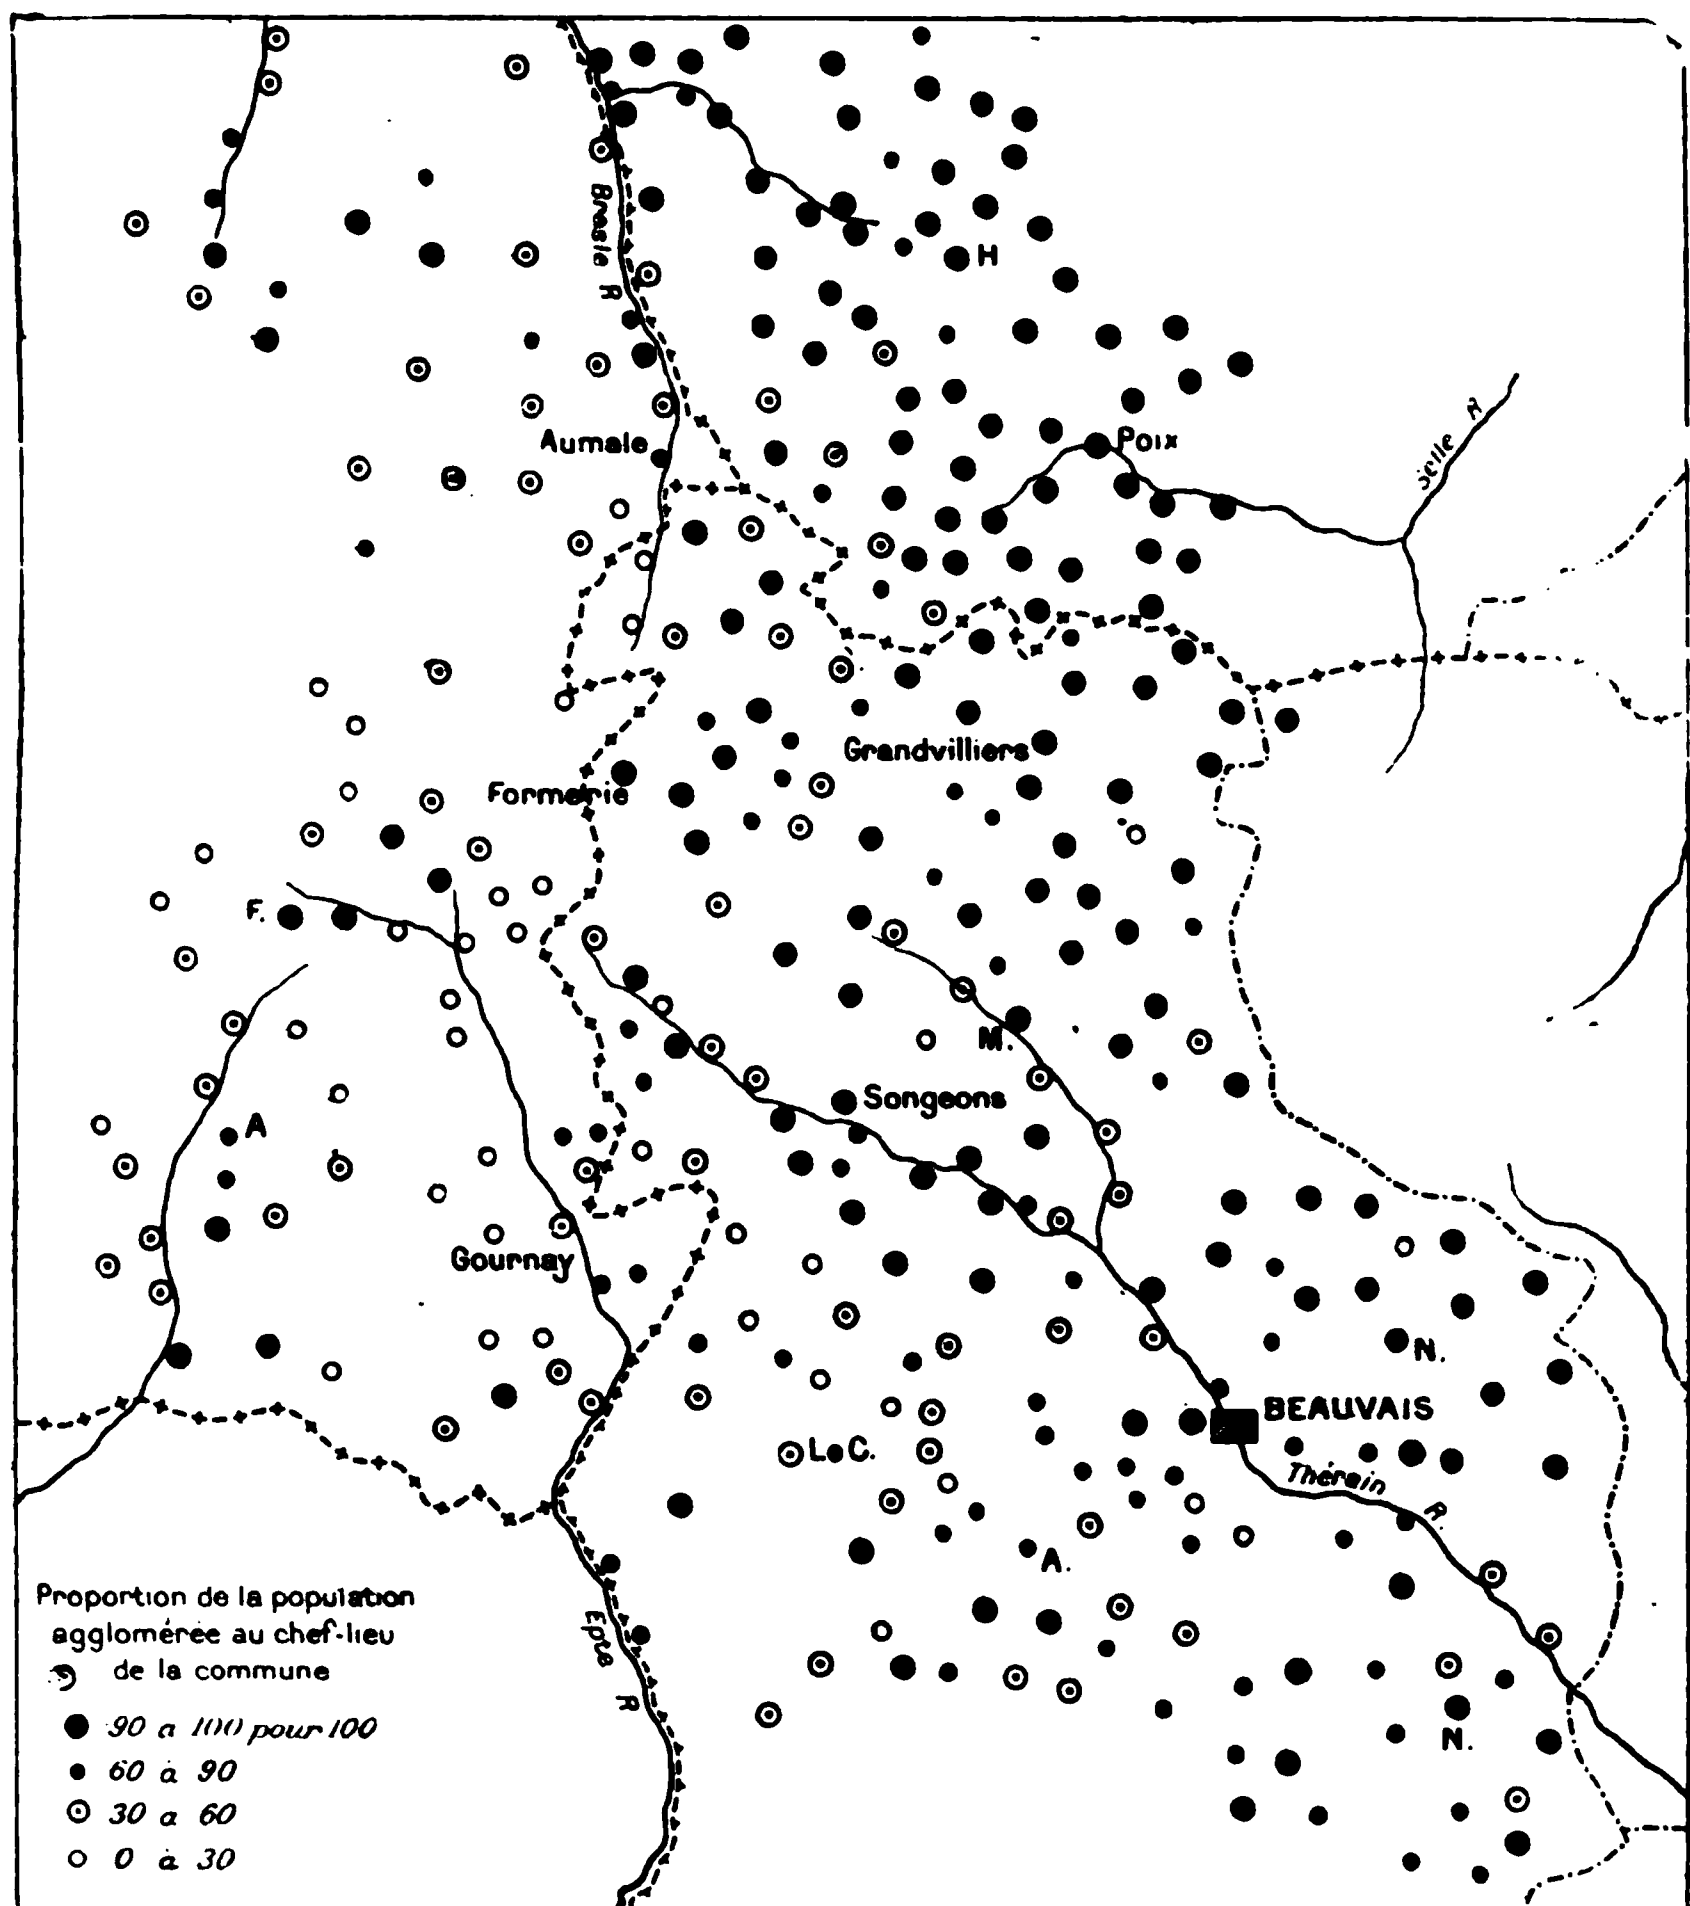 Bresle R
H
Aumale
Poix
Selle R
Grandvilliers
Formerie
F.
M.
Songeons
A
Gournay
N.
BEAUVAIS
Le C.
Thérain R.
A.
Epte R
N.
Proportion de la population
agglomérée au chef-lieu
de la commune
90 a 100 pour 100
60 à 90
30 a 60
0 à 30